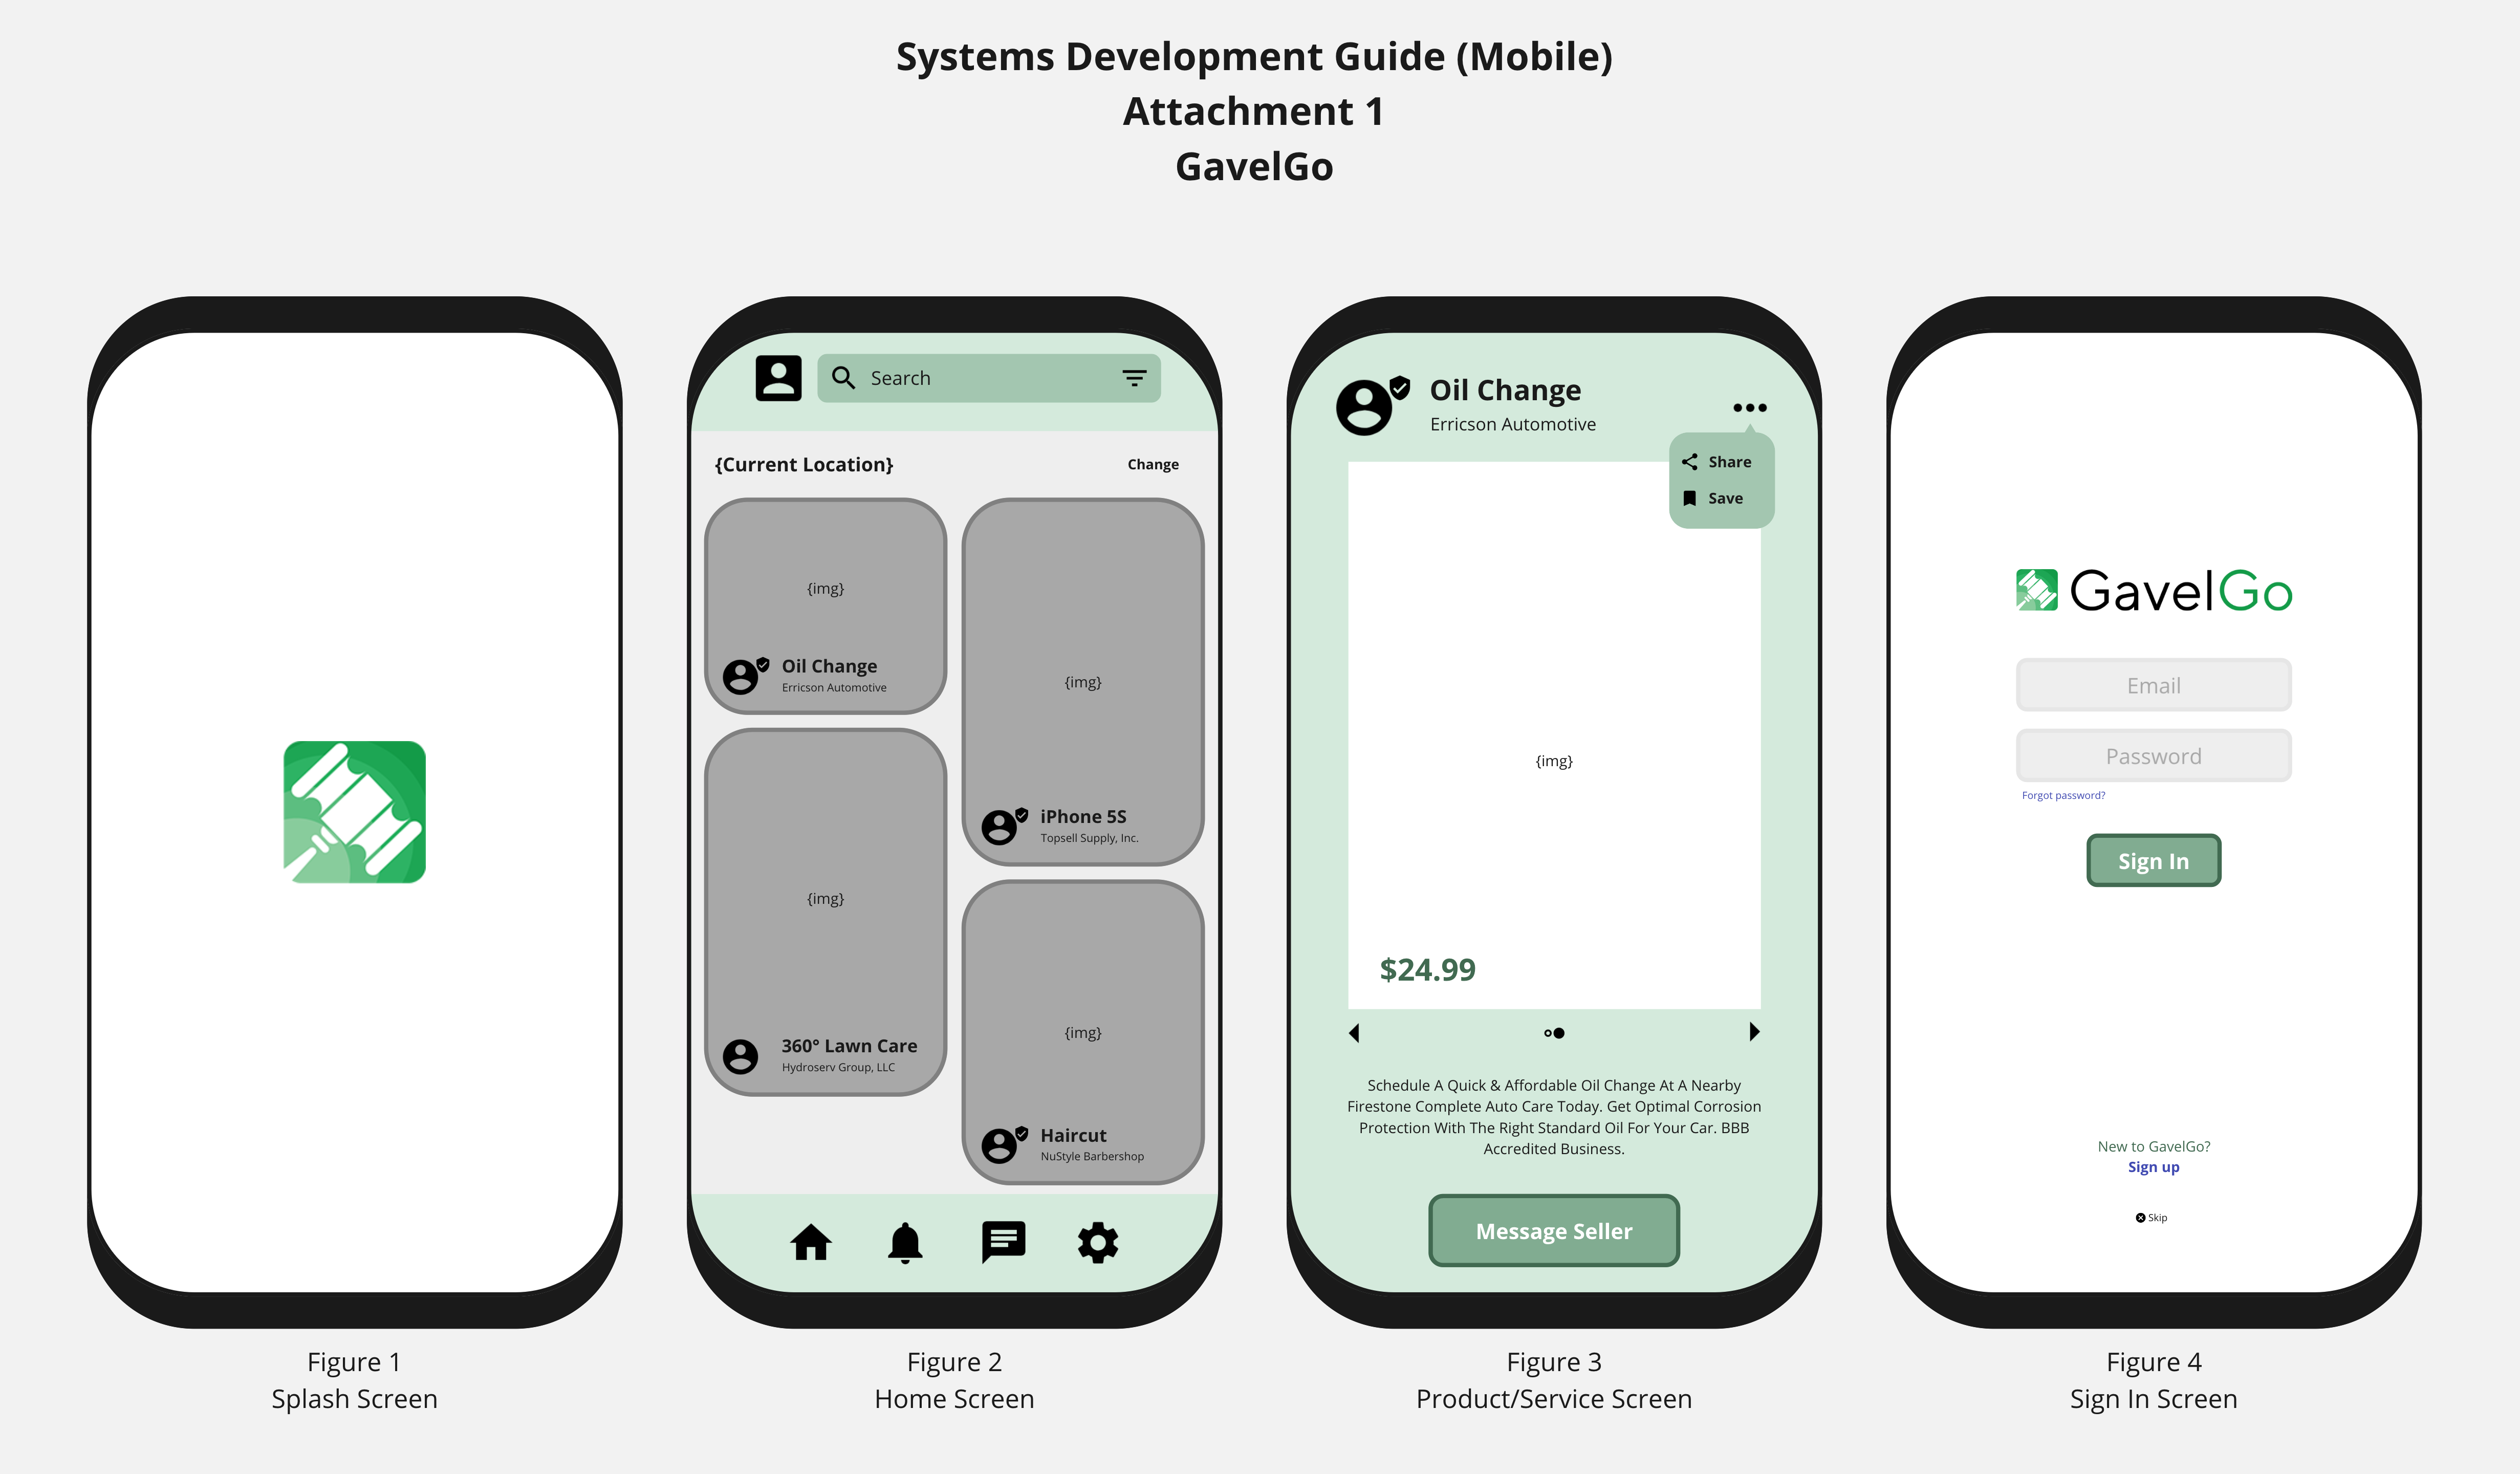 Systems Development Guide (Mobile)
Attachment 1
GavelGo
Figure 1
Splash Screen
Search
{Current Location}
Change
{img}
Oil Change
Erricson Automotive
{img}
iPhone 5S
Topsell Supply, Inc.
{img}
360° Lawn Care
Hydroserv Group, LLC
{img}
Haircut
NuStyle Barbershop
Figure 2
Home Screen
Oil Change
Erricson Automotive
Share
Save
{img}
$24.99
Schedule A Quick & Affordable Oil Change At A Nearby
Firestone Complete Auto Care Today. Get Optimal Corrosion
Protection With The Right Standard Oil For Your Car. BBB
Accredited Business.
Message Seller
Figure 3
Product/Service Screen
GavelGo
Email
Password
Forgot password?
Sign In
New to GavelGo?
Sign up
Skip
Figure 4
Sign In Screen